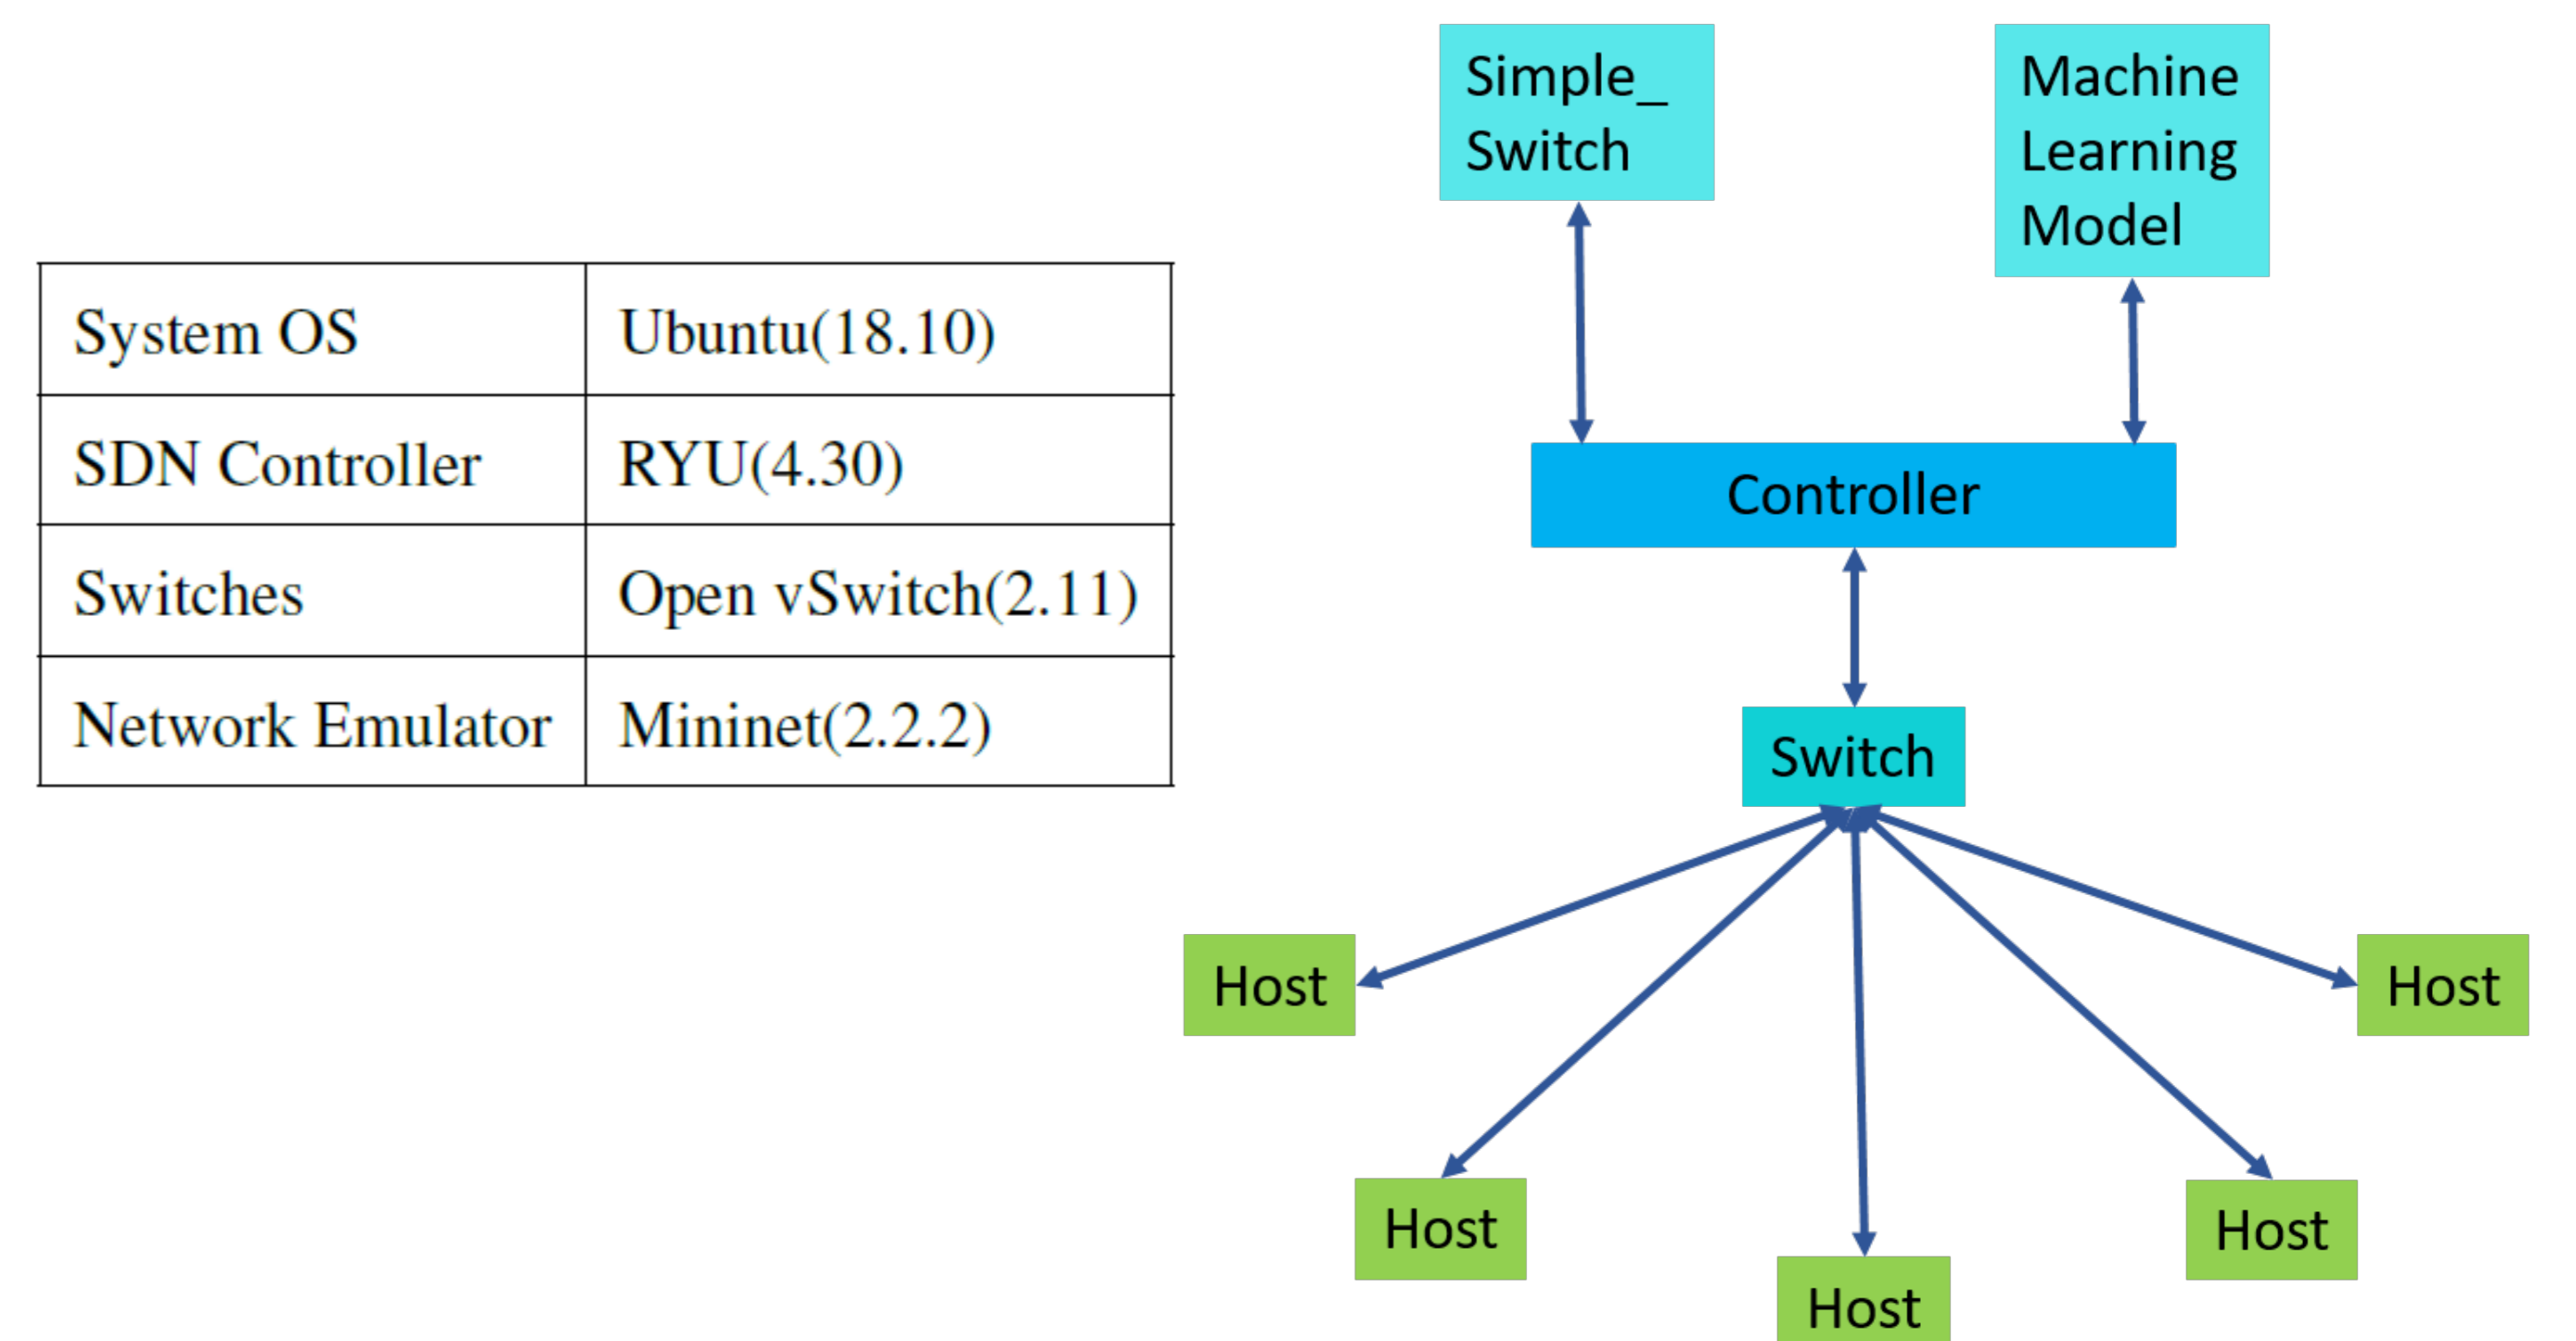 System OS Ubuntu(18.10)
SDN Controller RYU(4.30)
Switches Open vSwitch(2.11)
Network Emulator Mininet(2.2.2)
Simple_
Switch
Machine
Learning
Model
Controller
Switch
Host
Host
Host
Host
Host